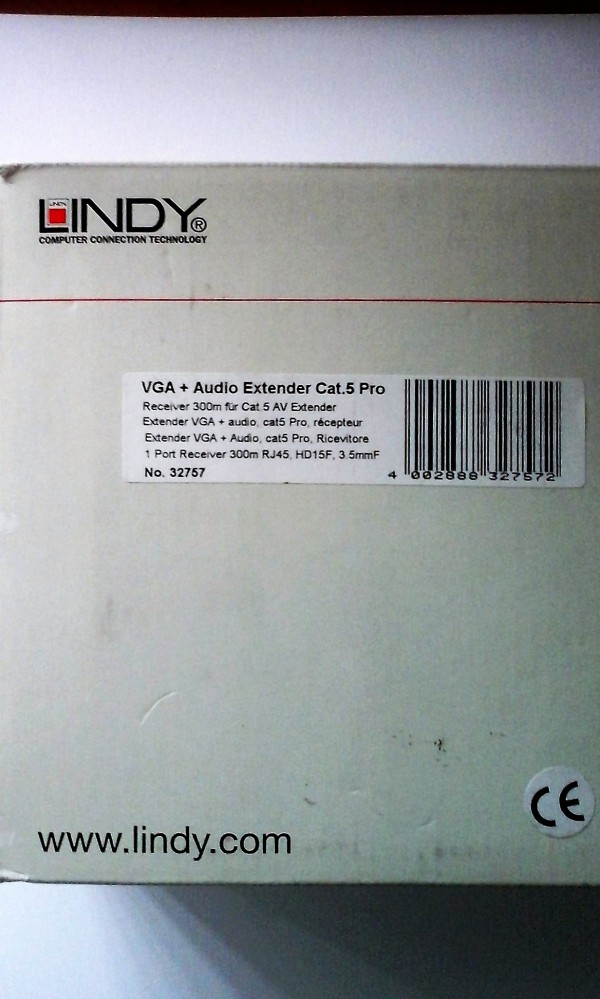 LINDY®
COMPUTER CONNECTION TECHNOLOGY
VGA + Audio Extender Cat.5 Pro
Receiver 300m für Cat.5 AV Extender
Extender VGA + audio, cat5 Pro, récepteur
Extender VGA + Audio, cat5 Pro, Ricevitore
1 Port Receiver 300m RJ45, HD15F, 3.5mmF
No. 32757
4 002888 327572
CE
www.lindy.com